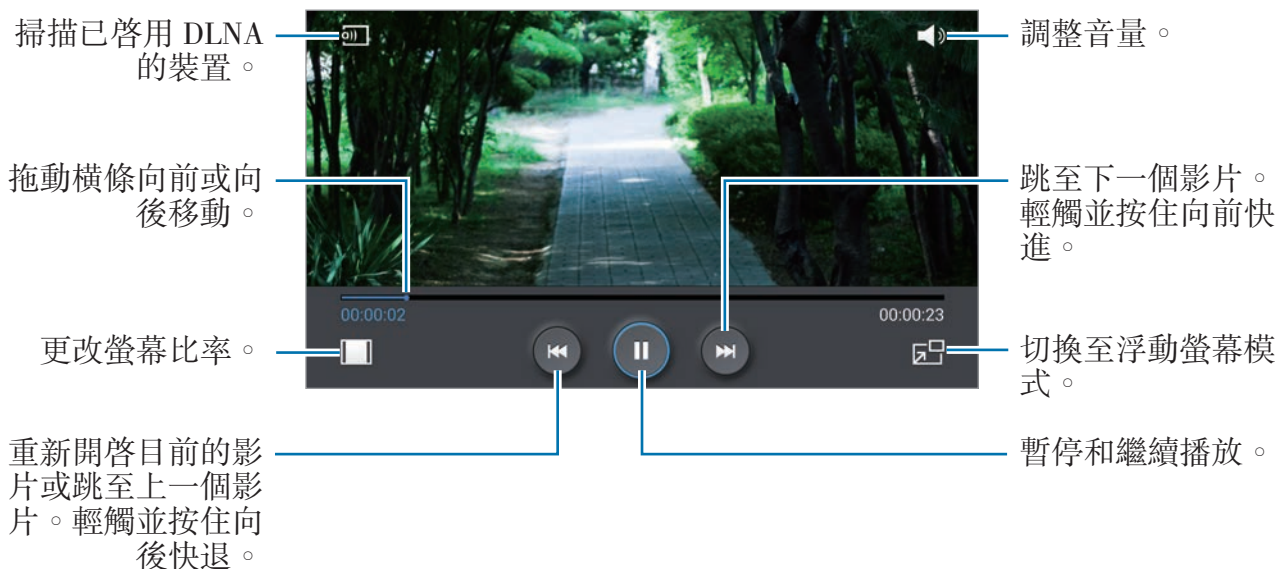 掃描已啓用 DLNA
的裝置。
調整音量。
拖動橫條向前或向
後移動。
跳至下一個影片。
輕觸並按住向前快
進。
00:00:02
00:00:23
更改螢幕比率。
切換至浮動螢幕模
式。
重新開啓目前的影
片或跳至上一個影
片。輕觸並按住向
後快退。
暫停和繼續播放。